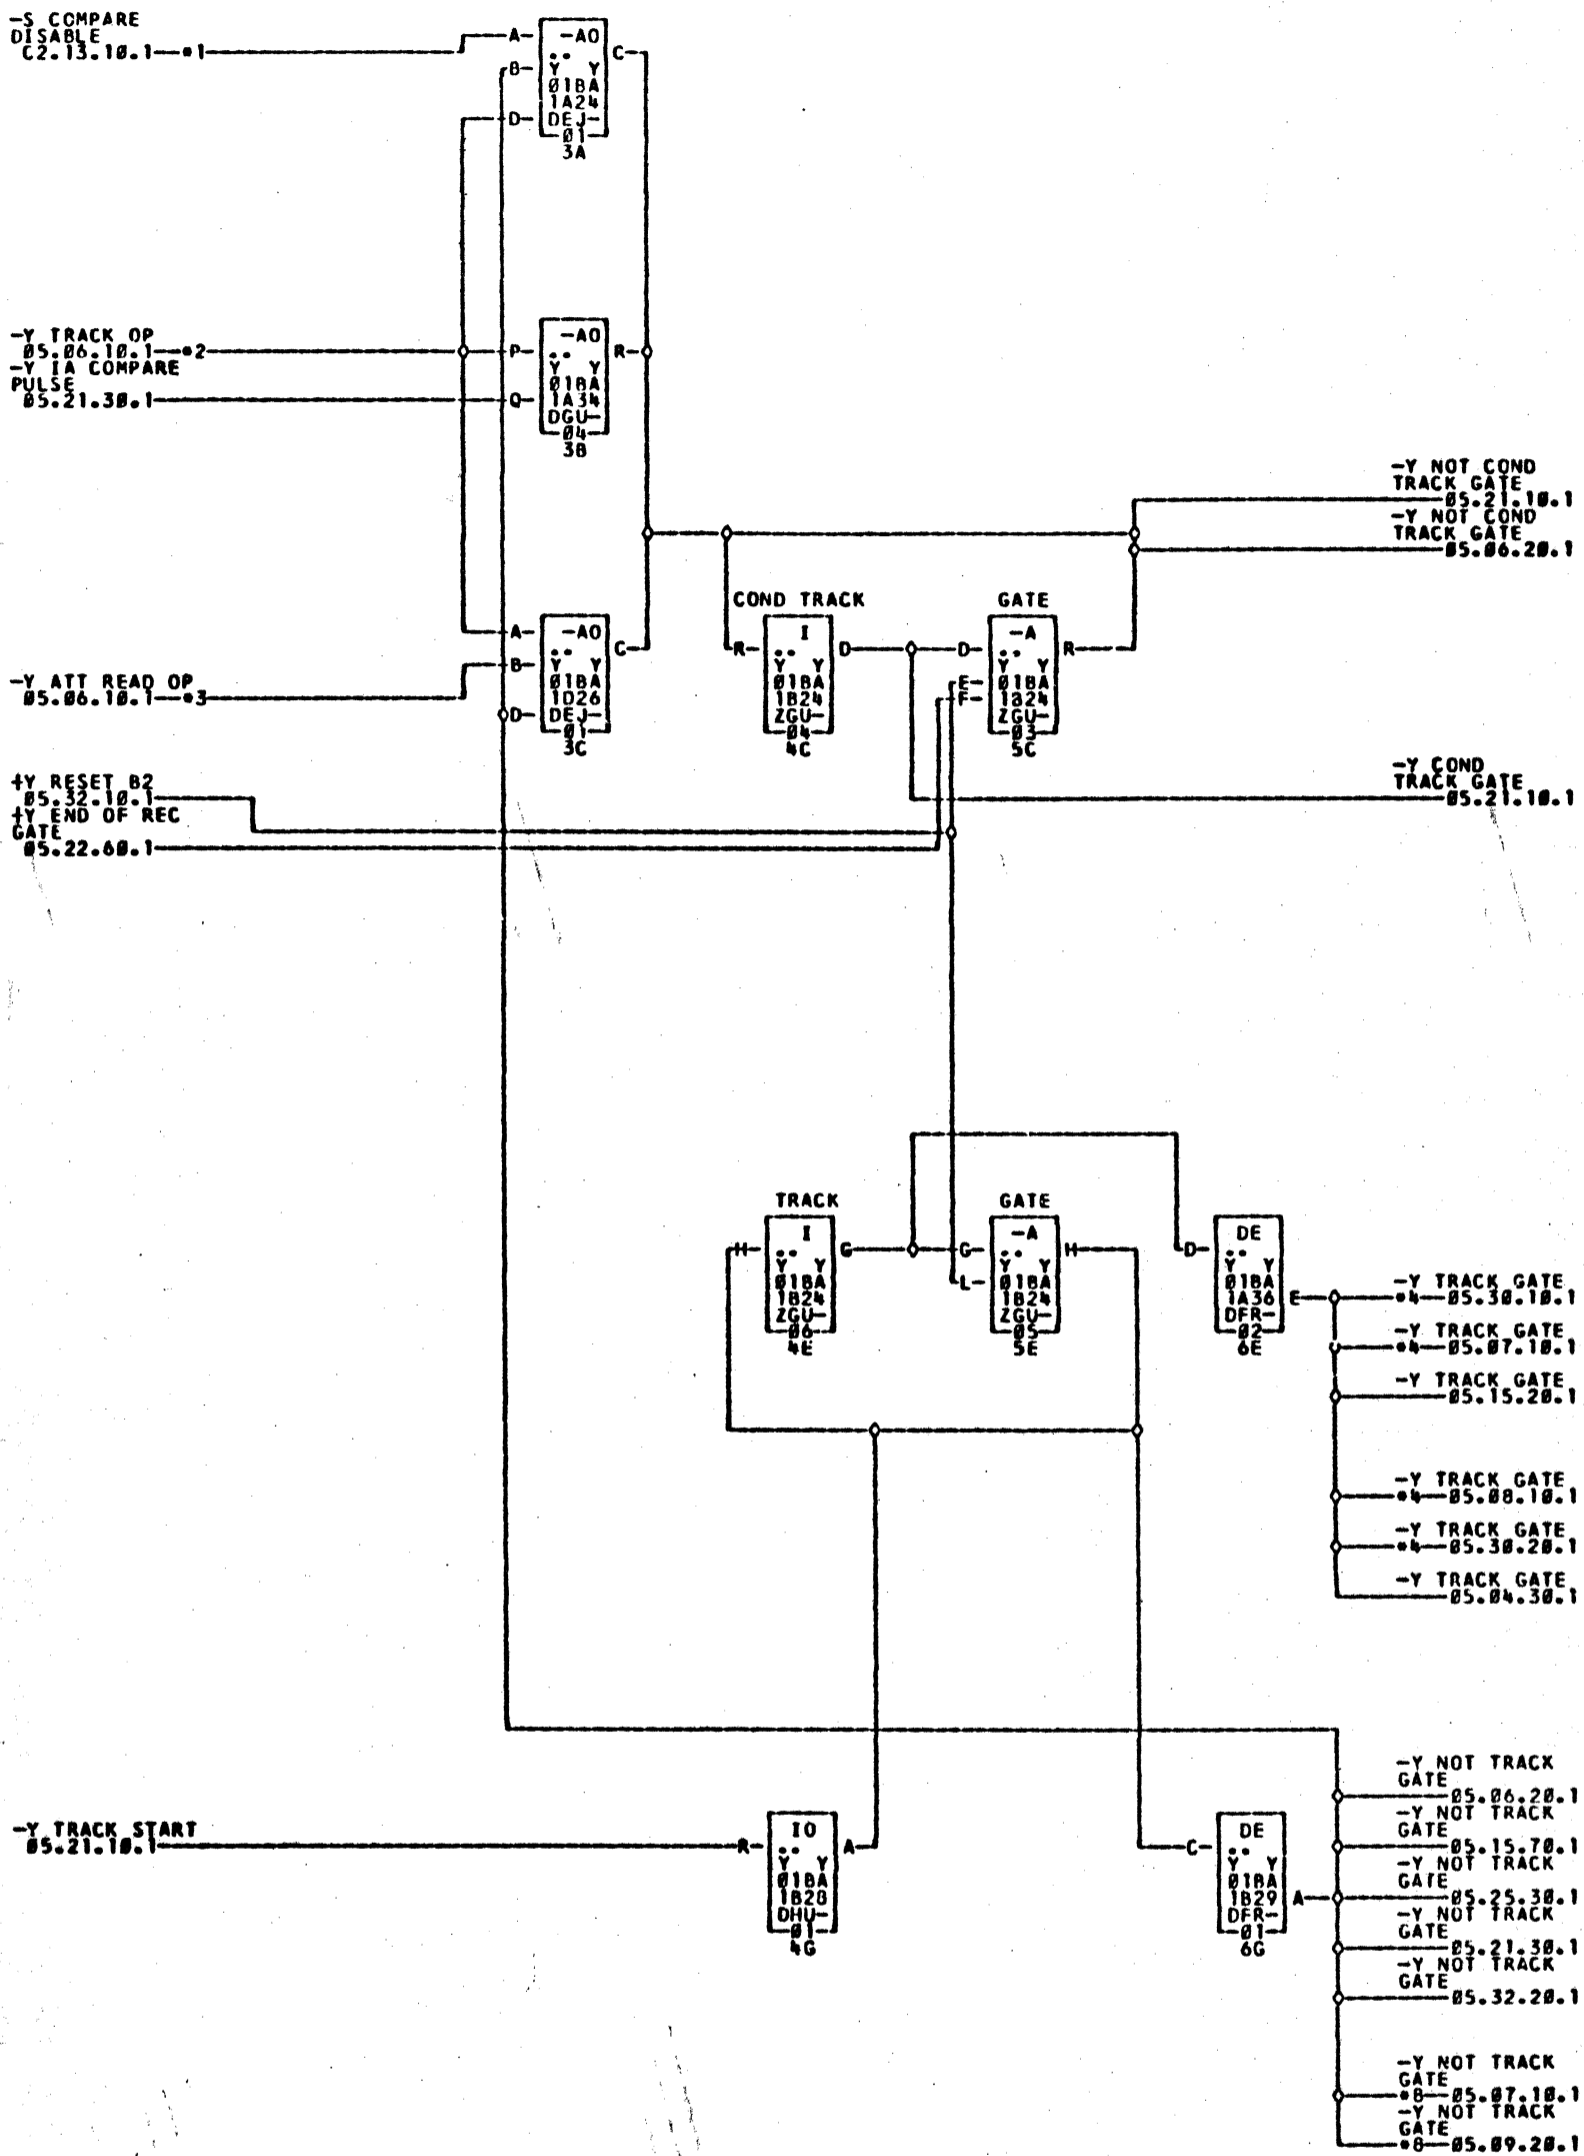 -S COMPARE
DISABLE
C2.13.10.1—*1
A- -AO C-
B- Y Y
01BA
1A24
D- DEJ-
01
3A
-Y TRACK OP
05.06.10.1—*2
-Y IA COMPARE
PULSE
05.21.30.1
-AO
P- .. R-
Y Y
01BA
Q- 1A34
DGU-
04
3B
-Y NOT COND
TRACK GATE
05.21.10.1
-Y NOT COND
TRACK GATE
05.06.20.1
COND TRACK GATE
A- -AO C-
B- Y Y
01BA
1D26
D- DEJ-
01
3C
I
R- .. D-
Y Y
01BA
1B24
ZGU-
04
4C
-A
D- .. R-
Y Y
E- 01BA
F- 1B24
ZGU-
03
5C
-Y ATT READ OP
05.06.10.1—*3
+Y RESET B2
05.32.10.1
+Y END OF REC
GATE
05.22.60.1
-Y COND
TRACK GATE
05.21.10.1
TRACK GATE
I
H- .. G-
Y Y
01BA
1B24
ZGU-
06
4E
-A
G- .. H-
Y Y
L- 01BA
1B24
ZGU-
05
5E
DE
D- ..
Y Y
01BA
1A36 E-
DFR-
02
6E
-Y TRACK GATE
*4—05.30.10.1
-Y TRACK GATE
*4—05.07.10.1
-Y TRACK GATE
05.15.20.1
-Y TRACK GATE
*4—05.08.10.1
-Y TRACK GATE
*4—05.30.20.1
-Y TRACK GATE
05.04.30.1
-Y TRACK START
05.21.10.1
IO
R- .. A-
Y Y
01BA
1B28
DHU-
01
4G
DE
C- ..
Y Y
01BA
1B29 A-
DFR-
01
6G
-Y NOT TRACK
GATE
05.06.20.1
-Y NOT TRACK
GATE
05.15.70.1
-Y NOT TRACK
GATE
05.25.30.1
-Y NOT TRACK
GATE
05.21.30.1
-Y NOT TRACK
GATE
05.32.20.1
-Y NOT TRACK
GATE
*8—05.07.10.1
-Y NOT TRACK
GATE
*8—05.09.20.1